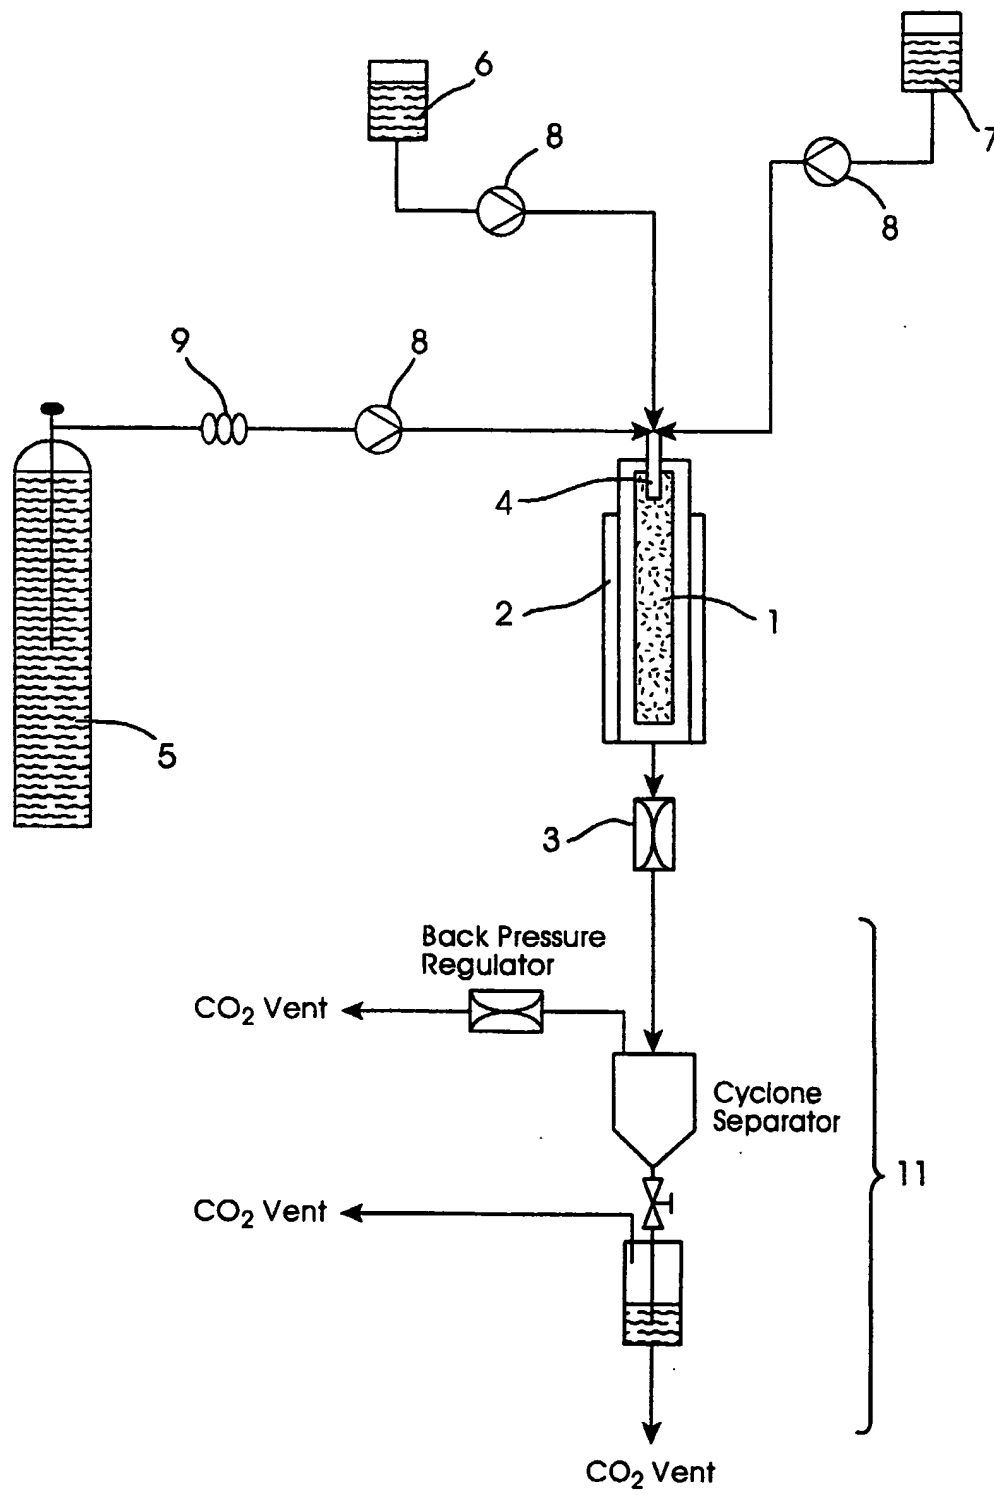 6
7
8
8
9
8
4
2
1
5
3
Back Pressure
Regulator
CO2 Vent
Cyclone
Separator
11
CO2 Vent
CO2 Vent